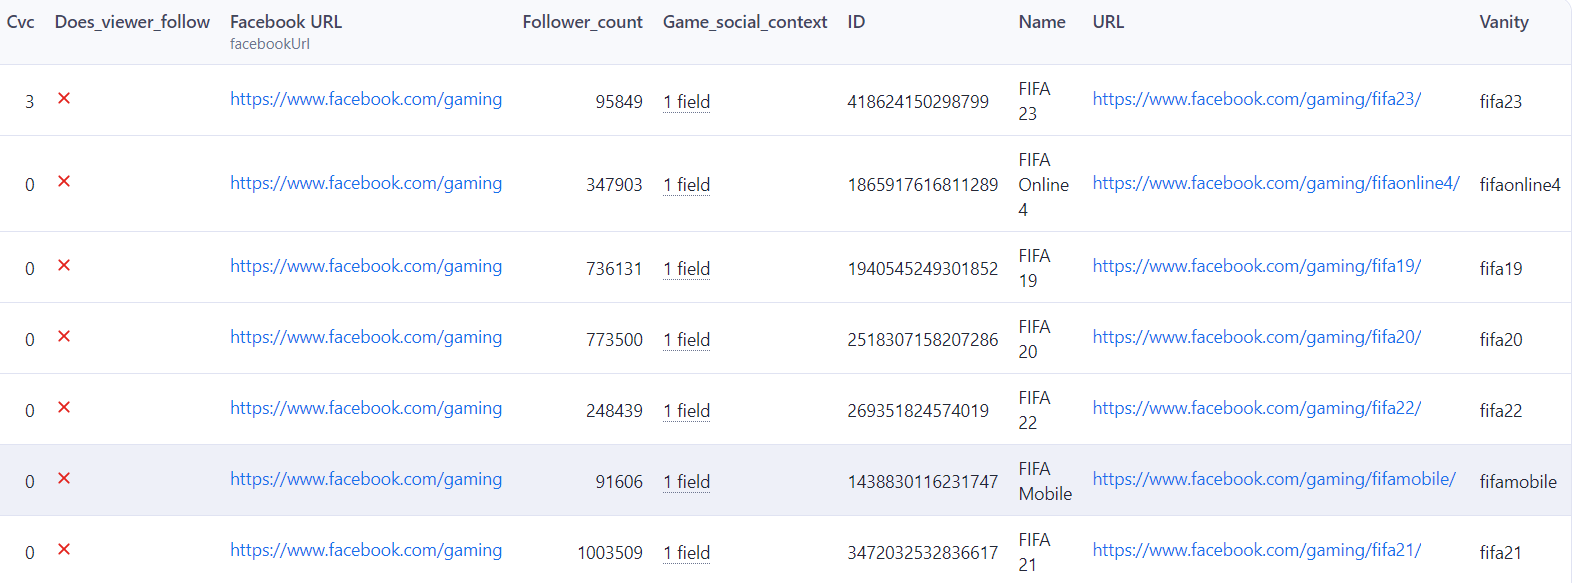 Cvc Does_viewer_follow Facebook URL Follower_count Game_social_context ID Name URL Vanity
facebookUrl
3 https://www.facebook.com/gaming 95849 1 field 418624150298799 FIFA 23 https://www.facebook.com/gaming/fifa23/ fifa23
0 https://www.facebook.com/gaming 347903 1 field 1865917616811289 FIFA Online 4 https://www.facebook.com/gaming/fifaonline4/ fifaonline4
0 https://www.facebook.com/gaming 736131 1 field 1940545249301852 FIFA 19 https://www.facebook.com/gaming/fifa19/ fifa19
0 https://www.facebook.com/gaming 773500 1 field 2518307158207286 FIFA 20 https://www.facebook.com/gaming/fifa20/ fifa20
0 https://www.facebook.com/gaming 248439 1 field 269351824574019 FIFA 22 https://www.facebook.com/gaming/fifa22/ fifa22
0 https://www.facebook.com/gaming 91606 1 field 1438830116231747 FIFA Mobile https://www.facebook.com/gaming/fifamobile/ fifamobile
0 https://www.facebook.com/gaming 1003509 1 field 3472032532836617 FIFA 21 https://www.facebook.com/gaming/fifa21/ fifa21